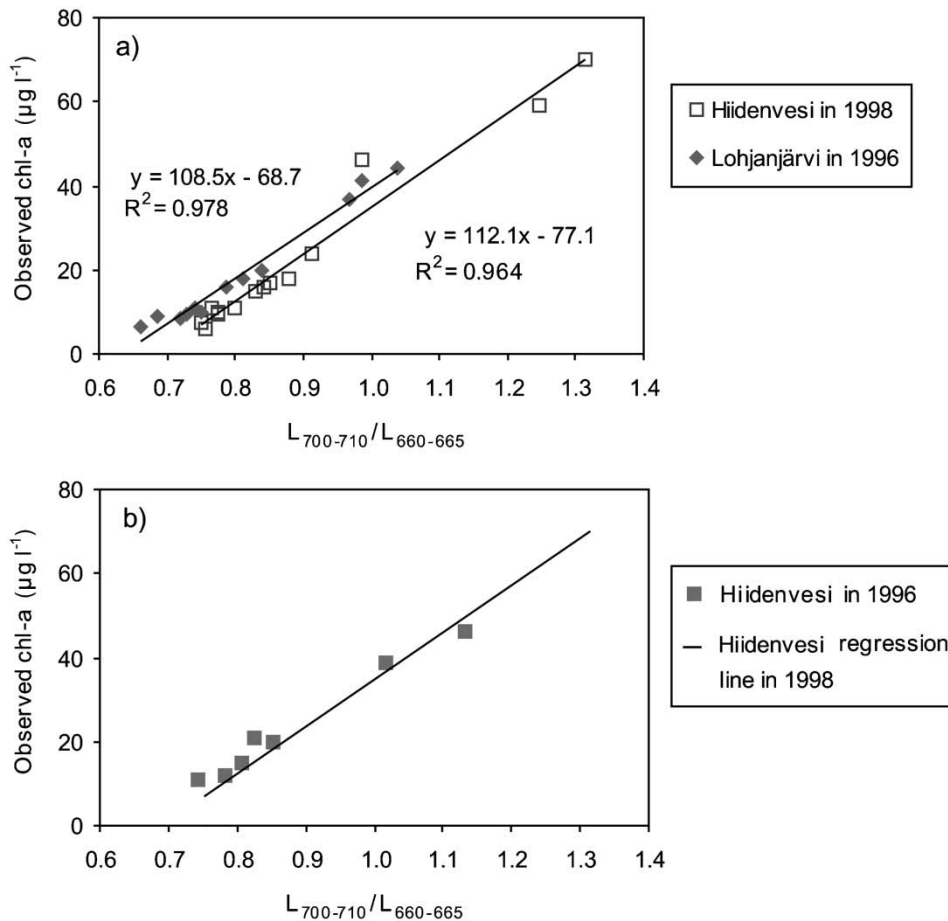 a)
Observed chl-a (µg l⁻¹)
80
60
40
20
0
y = 108.5x - 68.7
R² = 0.978
y = 112.1x - 77.1
R² = 0.964
0.6 0.7 0.8 0.9 1.0 1.1 1.2 1.3 1.4
L700-710/L660-665
Hiidenvesi in 1998
Lohjanjärvi in 1996
b)
Observed chl-a (µg l⁻¹)
80
60
40
20
0
0.6 0.7 0.8 0.9 1.0 1.1 1.2 1.3 1.4
L700-710/L660-665
Hiidenvesi in 1996
Hiidenvesi regression
line in 1998